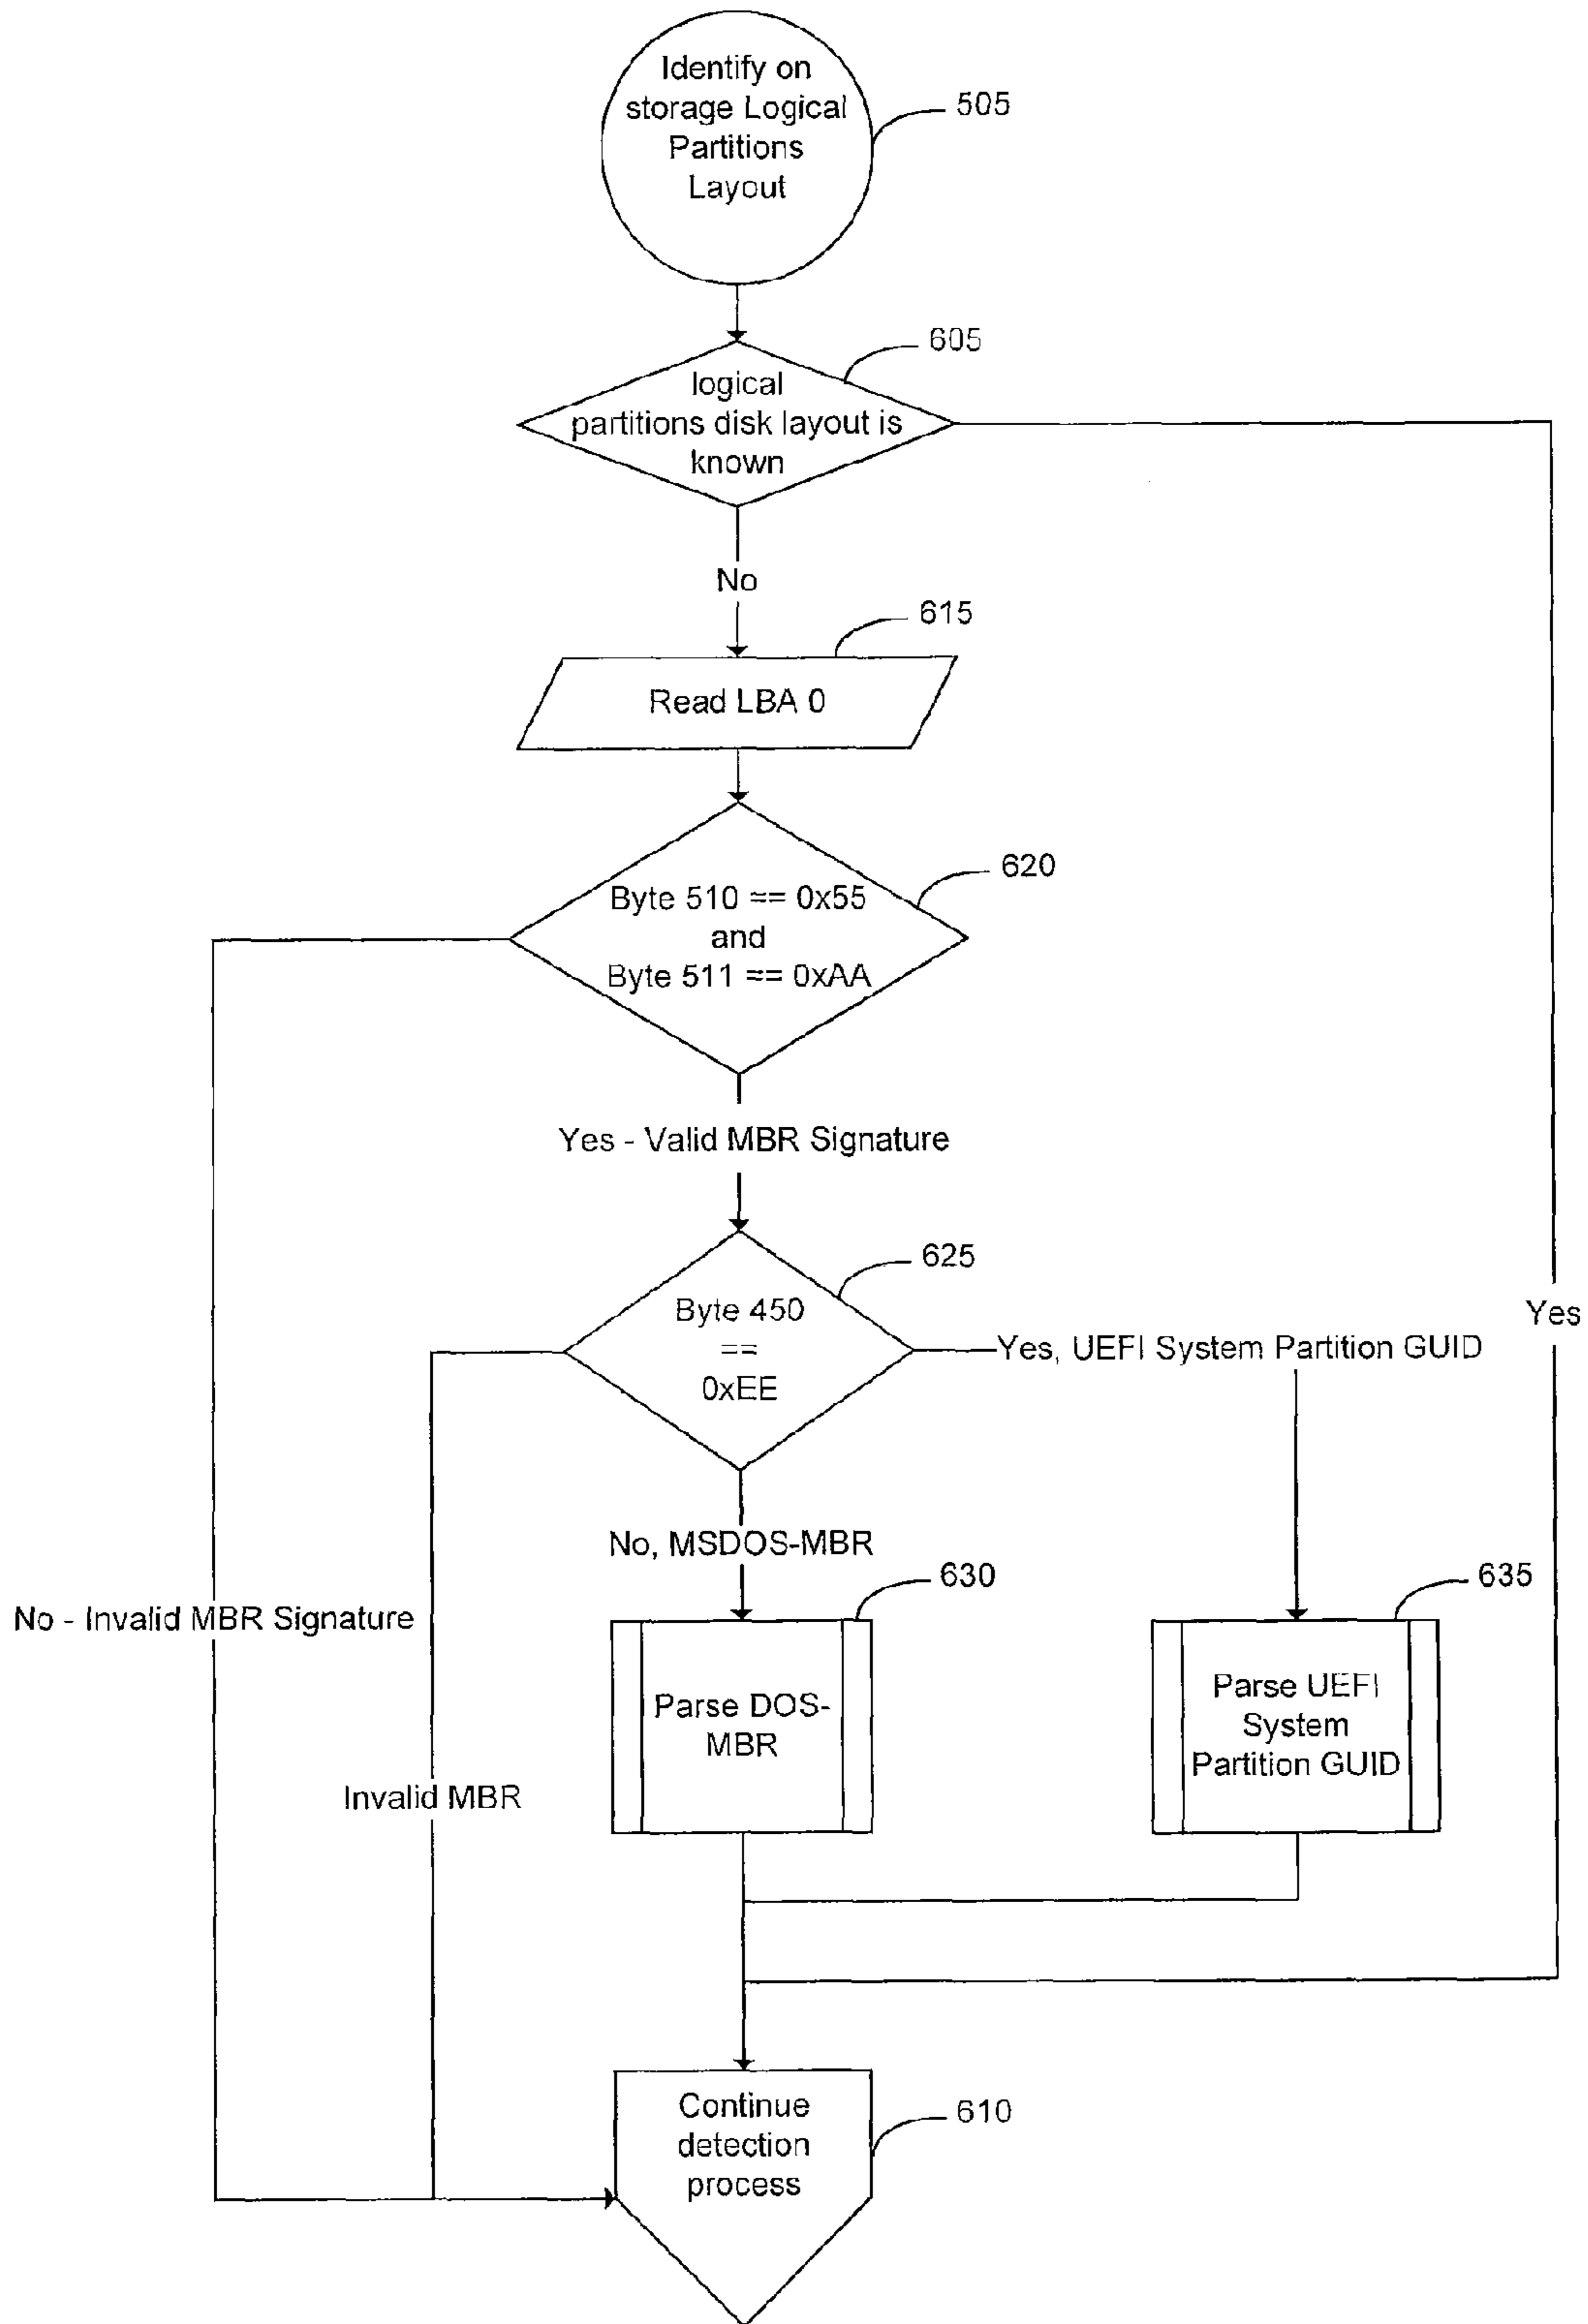 Identify on
storage Logical
Partitions
Layout
505
605
logical
partitions disk layout is
known
No
615
Read LBA 0
620
Byte 510 == 0x55
and
Byte 511 == 0xAA
Yes - Valid MBR Signature
625
Byte 450
==
0xEE
Yes, UEFI System Partition GUID
Yes
No, MSDOS-MBR
No - Invalid MBR Signature
630
635
Parse DOS-
MBR
Parse UEFI
System
Partition GUID
Invalid MBR
Continue
detection
process
610